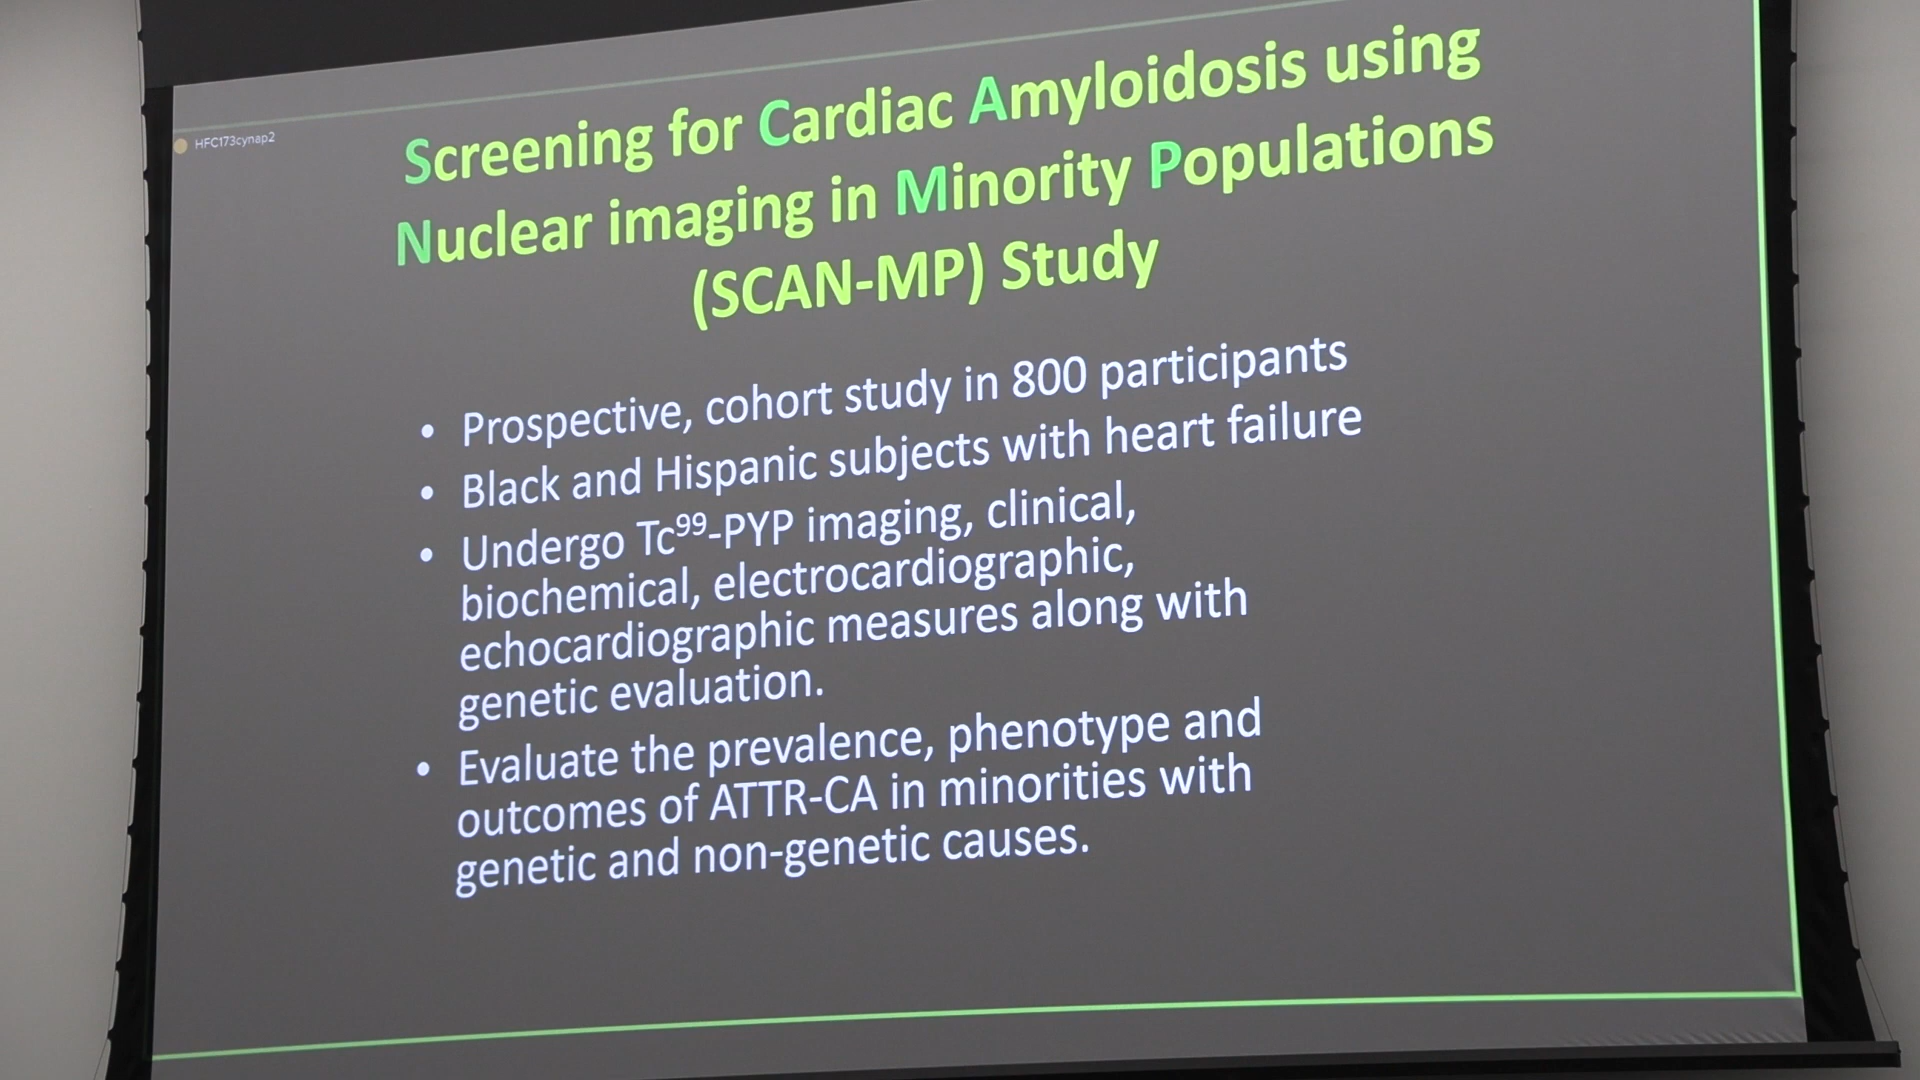 HFC173cynap2
Screening for Cardiac Amyloidosis using
Nuclear imaging in Minority Populations
(SCAN-MP) Study
• Prospective, cohort study in 800 participants
• Black and Hispanic subjects with heart failure
• Undergo Tc⁹⁹-PYP imaging, clinical,
biochemical, electrocardiographic,
echocardiographic measures along with
genetic evaluation.
• Evaluate the prevalence, phenotype and
outcomes of ATTR-CA in minorities with
genetic and non-genetic causes.